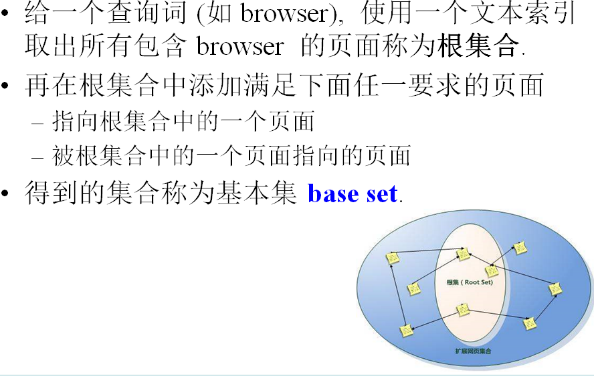 • 给一个查询词 (如 browser), 使用一个文本索引
取出所有包含 browser 的页面称为根集合.
• 再在根集合中添加满足下面任一要求的页面
– 指向根集合中的一个页面
– 被根集合中的一个页面指向的页面
• 得到的集合称为基本集 base set.
根集（Root Set)
扩展网页集合